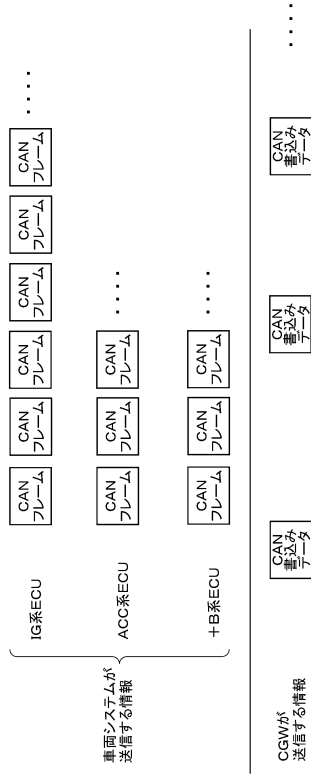 車両システムが
送信する情報
IG系ECU
CAN
フレーム
CAN
フレーム
CAN
フレーム
CAN
フレーム
CAN
フレーム
CAN
フレーム
・・・・
ACC系ECU
CAN
フレーム
CAN
フレーム
CAN
フレーム
・・・・
+B系ECU
CAN
フレーム
CAN
フレーム
CAN
フレーム
・・・・
CGWが
送信する情報
CAN
書込み
データ
CAN
書込み
データ
CAN
書込み
データ
・・・・